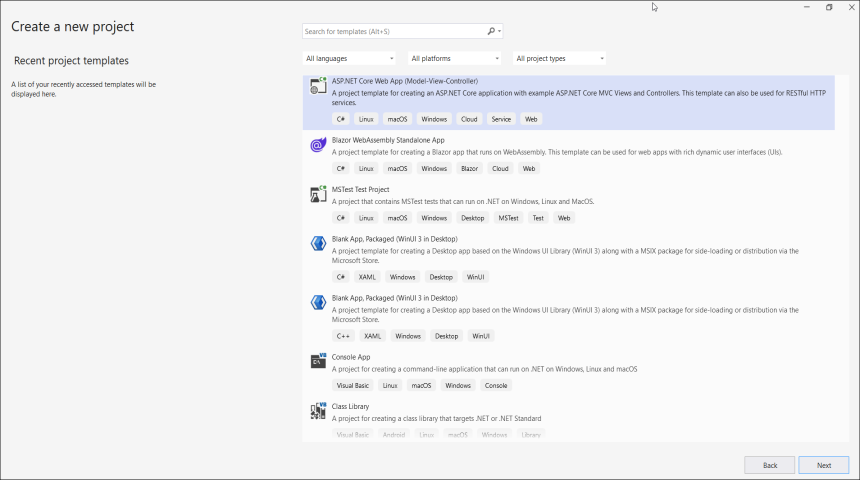 Create a new project
Search for templates (Alt+S)
Recent project templates
All languages
All platforms
All project types
A list of your recently accessed templates will be
displayed here.
ASP.NET Core Web App (Model-View-Controller)
A project template for creating an ASP.NET Core application with example ASP.NET Core MVC Views and Controllers. This template can also be used for RESTful HTTP
services.
C# Linux macOS Windows Cloud Service Web
Blazor WebAssembly Standalone App
A project template for creating a Blazor app that runs on WebAssembly. This template can be used for web apps with rich dynamic user interfaces (UIs).
C# Linux macOS Windows Blazor Cloud Web
MSTest Test Project
A project that contains MSTest tests that can run on .NET on Windows, Linux and MacOS.
C# Linux macOS Windows Desktop MSTest Test Web
Blank App, Packaged (WinUI 3 in Desktop)
A project template for creating a Desktop app based on the Windows UI Library (WinUI 3) along with a MSIX package for side-loading or distribution via the
Microsoft Store.
C# XAML Windows Desktop WinUI
Blank App, Packaged (WinUI 3 in Desktop)
A project template for creating a Desktop app based on the Windows UI Library (WinUI 3) along with a MSIX package for side-loading or distribution via the
Microsoft Store.
C++ XAML Windows Desktop WinUI
Console App
A project for creating a command-line application that can run on .NET on Windows, Linux and macOS
Visual Basic Linux macOS Windows Console
Class Library
A project for creating a class library that targets .NET or .NET Standard
Visual Basic Android Linux macOS Windows Library
Back
Next